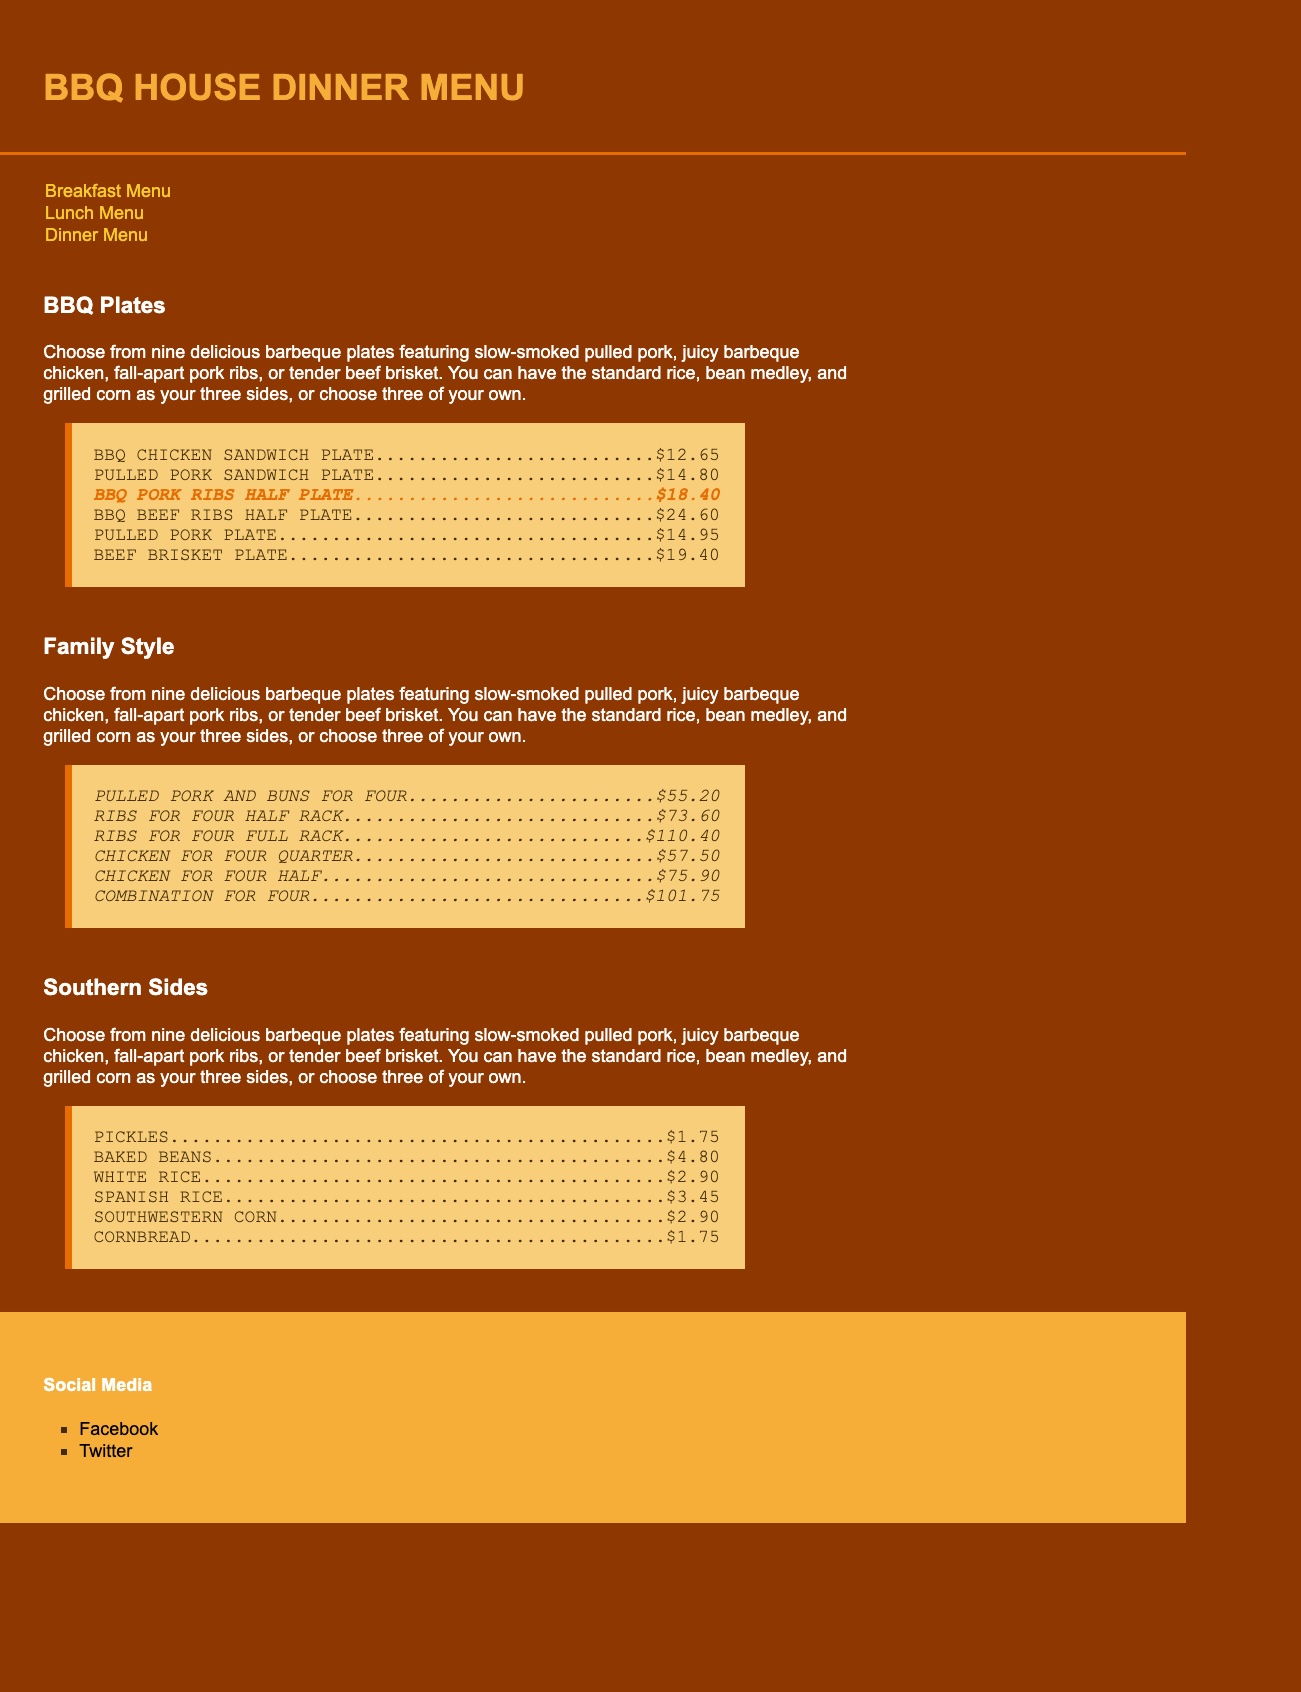 BBQ HOUSE DINNER MENU
Breakfast Menu
Lunch Menu
Dinner Menu
BBQ Plates
Choose from nine delicious barbeque plates featuring slow-smoked pulled pork, juicy barbeque
chicken, fall-apart pork ribs, or tender beef brisket. You can have the standard rice, bean medley, and
grilled corn as your three sides, or choose three of your own.
BBQ CHICKEN SANDWICH PLATE..........................$12.65
PULLED PORK SANDWICH PLATE..........................$14.80
BBQ PORK RIBS HALF PLATE............................$18.40
BBQ BEEF RIBS HALF PLATE............................$24.60
PULLED PORK PLATE...................................$14.95
BEEF BRISKET PLATE..................................$19.40
Family Style
Choose from nine delicious barbeque plates featuring slow-smoked pulled pork, juicy barbeque
chicken, fall-apart pork ribs, or tender beef brisket. You can have the standard rice, bean medley, and
grilled corn as your three sides, or choose three of your own.
PULLED PORK AND BUNS FOR FOUR.......................$55.20
RIBS FOR FOUR HALF RACK.............................$73.60
RIBS FOR FOUR FULL RACK............................$110.40
CHICKEN FOR FOUR QUARTER............................$57.50
CHICKEN FOR FOUR HALF...............................$75.90
COMBINATION FOR FOUR...............................$101.75
Southern Sides
Choose from nine delicious barbeque plates featuring slow-smoked pulled pork, juicy barbeque
chicken, fall-apart pork ribs, or tender beef brisket. You can have the standard rice, bean medley, and
grilled corn as your three sides, or choose three of your own.
PICKLES..............................................$1.75
BAKED BEANS..........................................$4.80
WHITE RICE...........................................$2.90
SPANISH RICE.........................................$3.45
SOUTHWESTERN CORN....................................$2.90
CORNBREAD............................................$1.75
Social Media
Facebook
Twitter